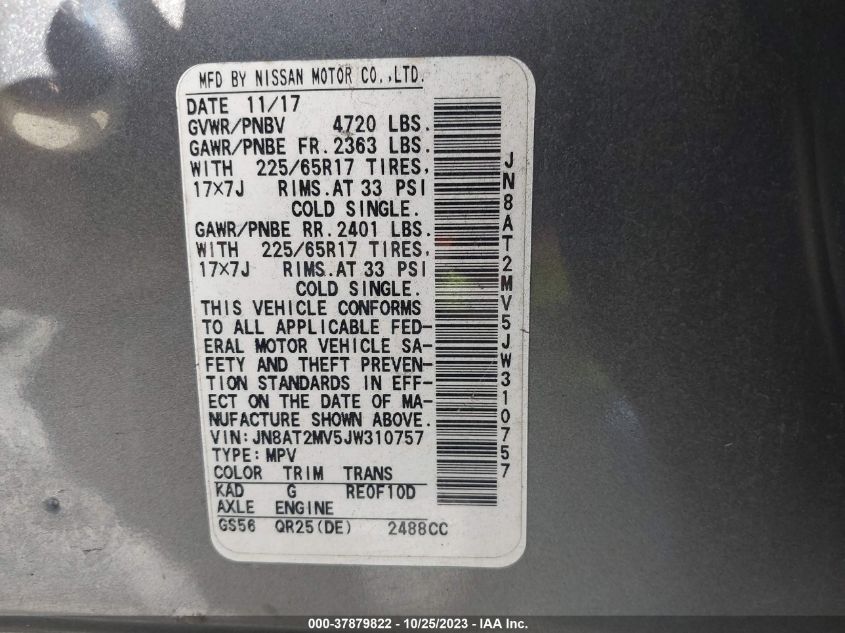 MFD BY NISSAN MOTOR CO.,LTD.
DATE 11/17
GVWR/PNBV 4720 LBS.
GAWR/PNBE FR. 2363 LBS.
WITH 225/65R17 TIRES,
17×7J RIMS. AT 33 PSI
COLD SINGLE.
GAWR/PNBE RR. 2401 LBS.
WITH 225/65R17 TIRES,
17×7J RIMS. AT 33 PSI
COLD SINGLE.
THIS VEHICLE CONFORMS
TO ALL APPLICABLE FED-
ERAL MOTOR VEHICLE SA-
FETY AND THEFT PREVEN-
TION STANDARDS IN EFF-
ECT ON THE DATE OF MA-
NUFACTURE SHOWN ABOVE.
VIN: JN8AT2MV5JW310757
TYPE: MPV
COLOR TRIM TRANS
KAD G RE0F10D
AXLE ENGINE
GS56 QR25(DE) 2488CC
JN8AT2MV5JW310757
000-37879822 - 10/25/2023 - IAA Inc.